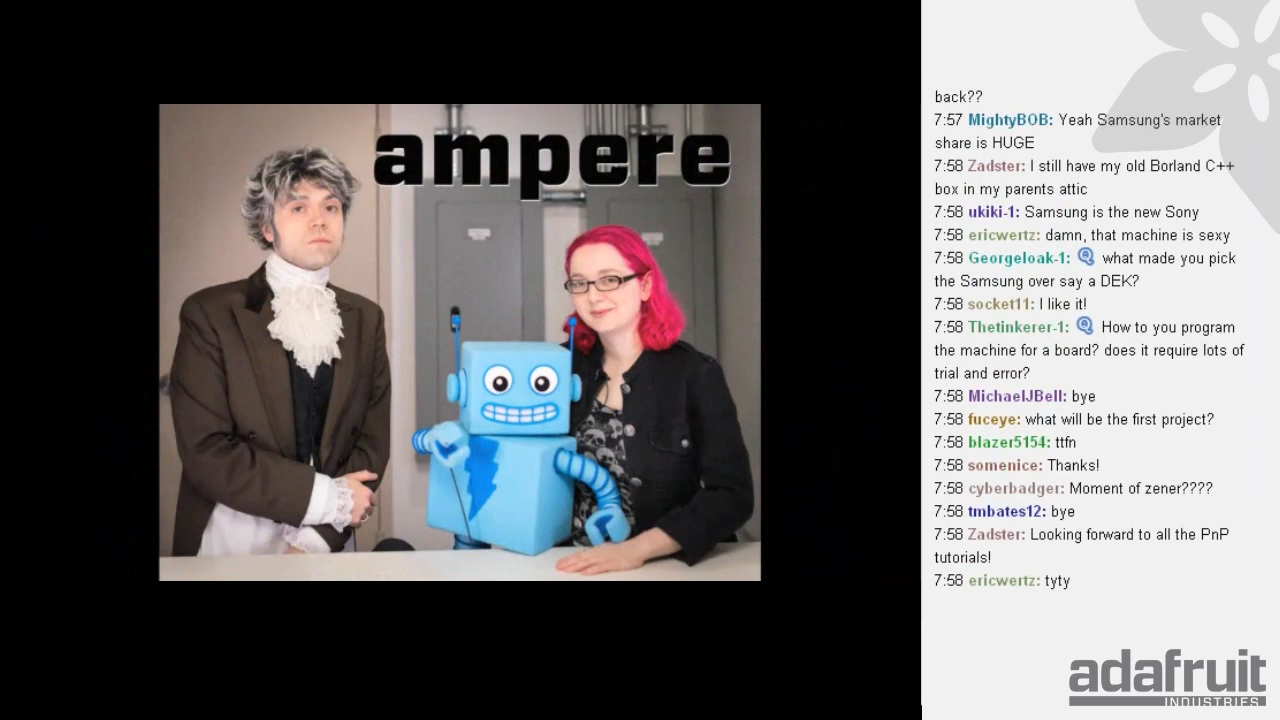 ampere
back??
7:57 MightyBOB: Yeah Samsung's market
share is HUGE
7:58 Zadster: I still have my old Borland C++
box in my parents attic
7:58 ukiki-1: Samsung is the new Sony
7:58 ericwertz: damn, that machine is sexy
7:58 Georgeloak-1: Q what made you pick
the Samsung over say a DEK?
7:58 socket11: I like it!
7:58 Thetinkerer-1: Q How to you program
the machine for a board? does it require lots of
trial and error?
7:58 MichaelJBell: bye
7:58 fuceye: what will be the first project?
7:58 blazer5154: ttfn
7:58 somenice: Thanks!
7:58 cyberbadger: Moment of zener????
7:58 tmbates12: bye
7:58 Zadster: Looking forward to all the PnP
tutorials!
7:58 ericwertz: tyty
adafruit
INDUSTRIES